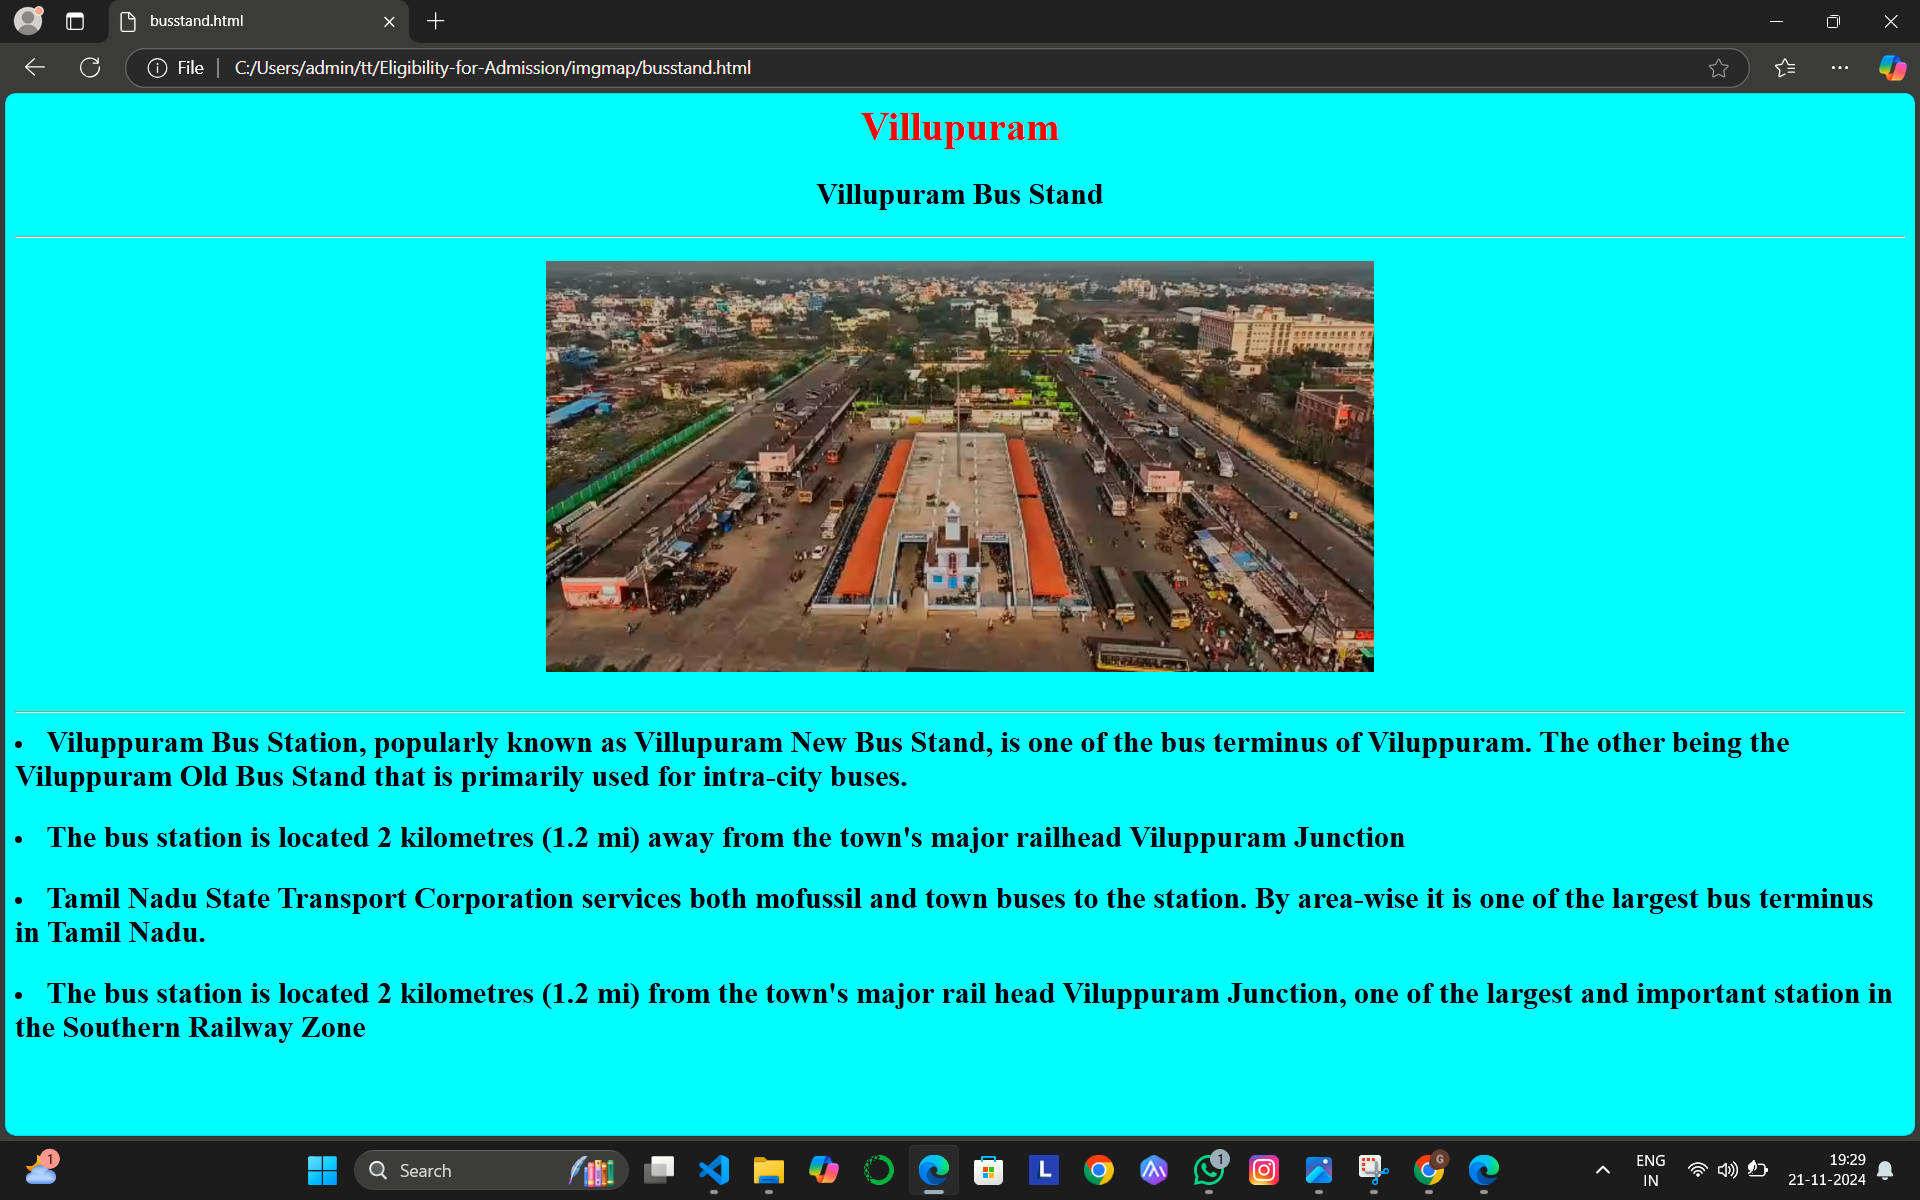 busstand.html
File
C:/Users/admin/tt/Eligibility-for-Admission/imgmap/busstand.html
Villupuram
Villupuram Bus Stand
• Viluppuram Bus Station, popularly known as Villupuram New Bus Stand, is one of the bus terminus of Viluppuram. The other being the
Viluppuram Old Bus Stand that is primarily used for intra-city buses.
• The bus station is located 2 kilometres (1.2 mi) away from the town's major railhead Viluppuram Junction
• Tamil Nadu State Transport Corporation services both mofussil and town buses to the station. By area-wise it is one of the largest bus terminus
in Tamil Nadu.
• The bus station is located 2 kilometres (1.2 mi) from the town's major rail head Viluppuram Junction, one of the largest and important station in
the Southern Railway Zone
1
Search
L
1
G
ENG
IN
19:29
21-11-2024